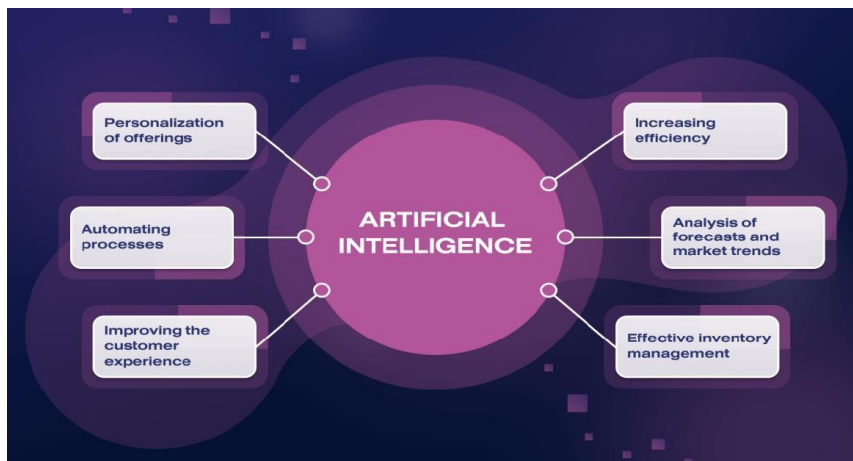 Personalization
of offerings
Automating
processes
Improving the
customer
experience
ARTIFICIAL
INTELLIGENCE
Increasing
efficiency
Analysis of
forecasts and
market trends
Effective inventory
management